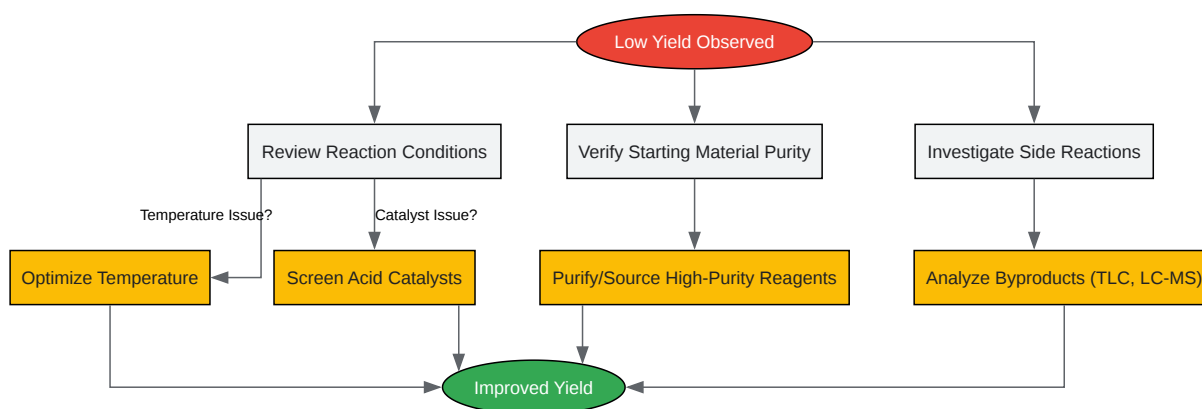 Low Yield Observed
Review Reaction Conditions
Verify Starting Material Purity
Investigate Side Reactions
Temperature Issue?
Catalyst Issue?
Optimize Temperature
Screen Acid Catalysts
Purify/Source High-Purity Reagents
Analyze Byproducts (TLC, LC-MS)
Improved Yield